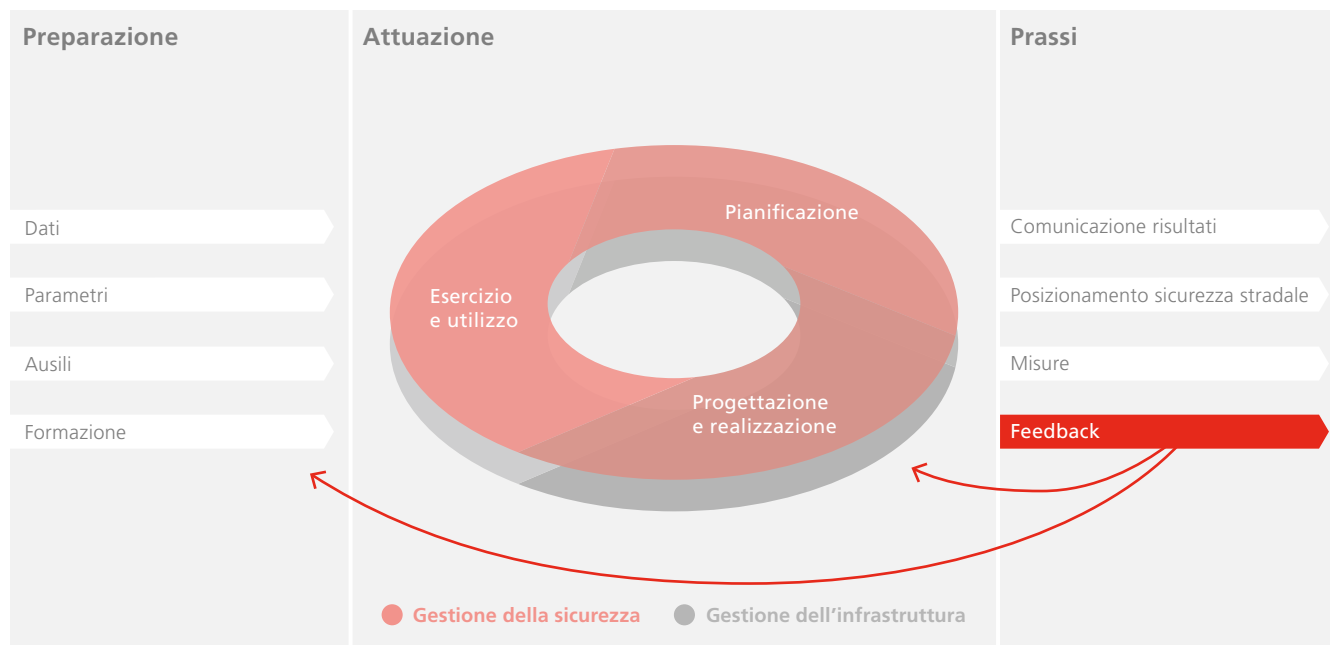 Preparazione
Dati
Parametri
Ausili
Formazione
Attuazione
Pianificazione
Esercizio
e utilizzo
Progettazione
e realizzazione
Gestione della sicurezza
Gestione dell’infrastruttura
Prassi
Comunicazione risultati
Posizionamento sicurezza stradale
Misure
Feedback